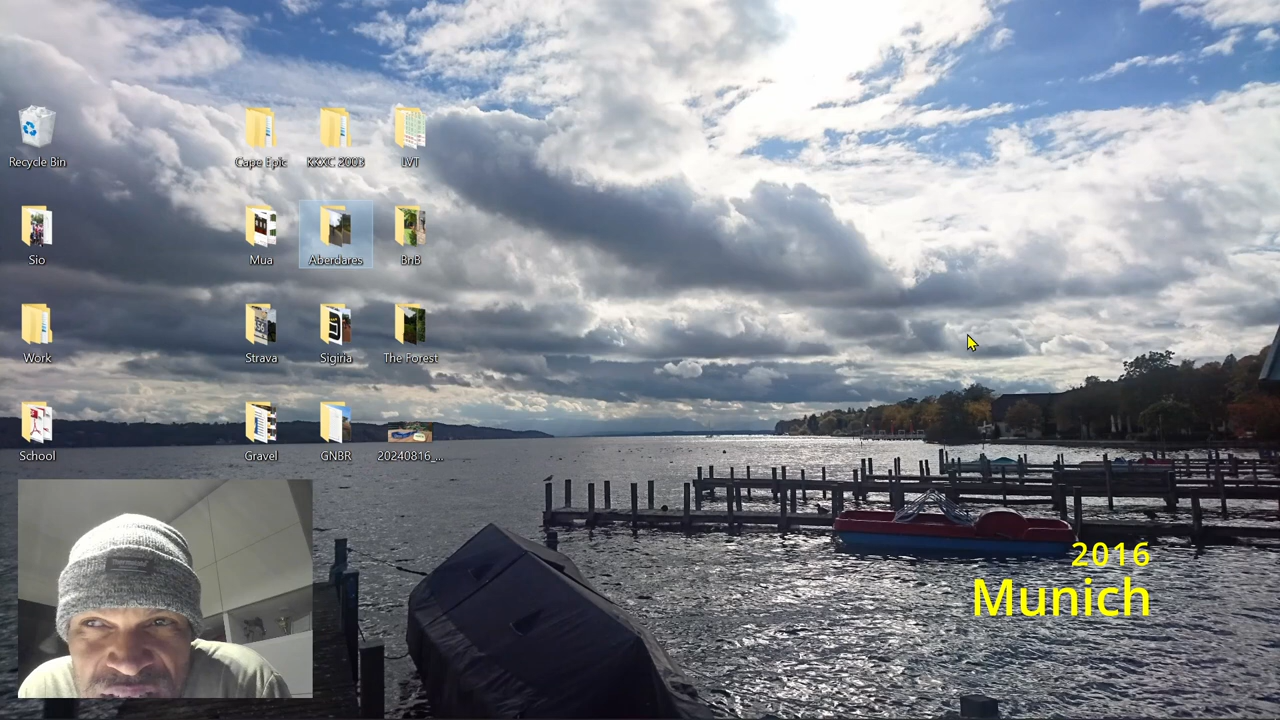 Recycle Bin
Cape Epic
KKXC 2003
LVT
Sio
Mua
Aberdares
BnB
Work
Strava
Sigiria
The Forest
School
Gravel
GNBR
20240816_...
2016
Munich